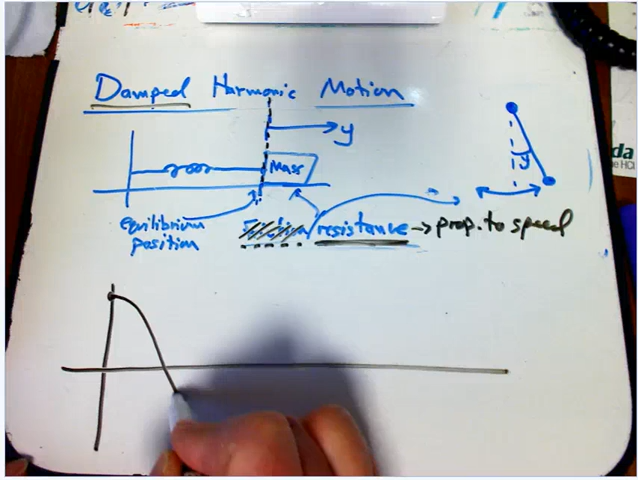 Damped Harmonic Motion
y
Mass
y
equilibrium
position
resistance → prop. to speed